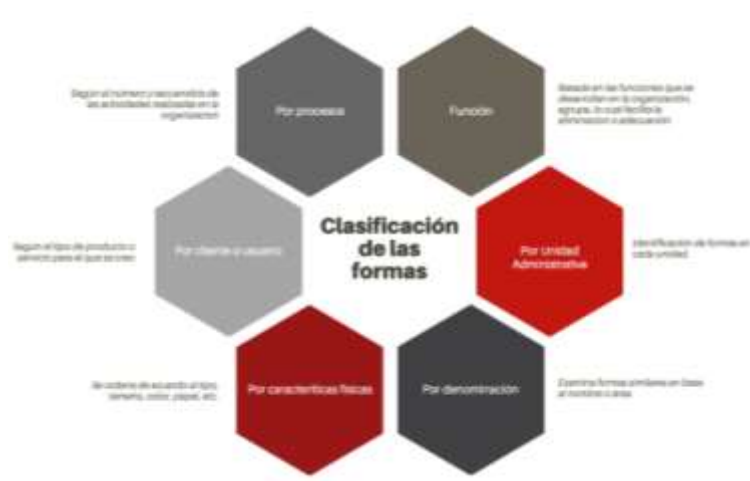 Según el número y secuencia de
las actividades realizadas en la
organización
Por procesos
Función
Basada en las funciones que se
desarrollan en la organización,
agrupa, lo cual facilita la
eliminación o adecuación
Clasificación
de las
formas
Según el tipo de producto o
servicio para el que se creó
Por cliente o usuario
Por Unidad
Administrativa
Identificación de formas en
cada unidad
Se ordena de acuerdo al tipo,
tamaño, color, papel, etc.
Por caracteríticas físicas
Por denominación
Examina formas similares en base
al nombre o área